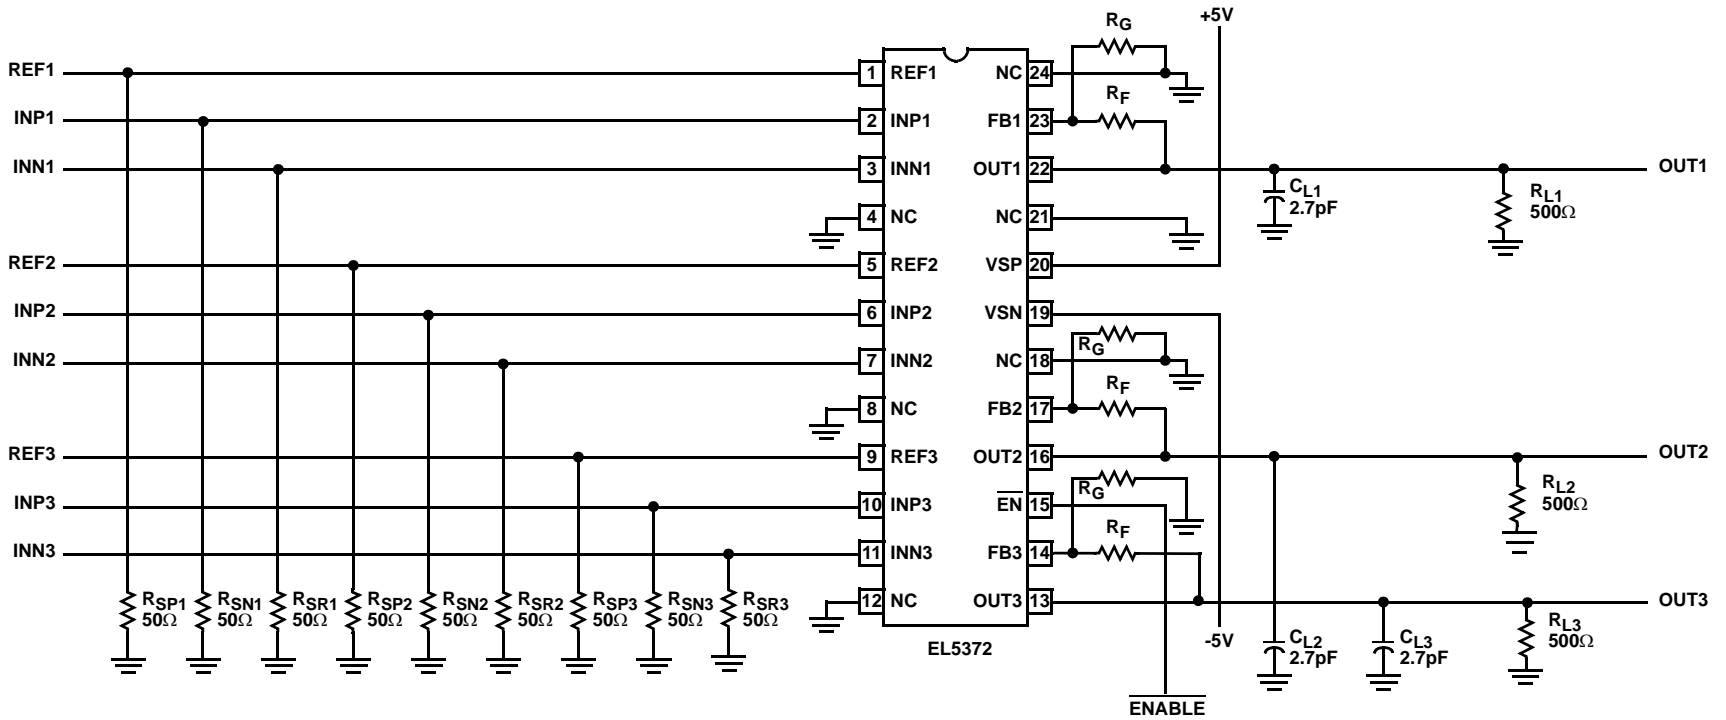 REF1
INP1
INN1
REF2
INP2
INN2
REF3
INP3
INN3
RSP1
50Ω
RSN1
50Ω
RSR1
50Ω
RSP2
50Ω
RSN2
50Ω
RSR2
50Ω
RSP3
50Ω
RSN3
50Ω
RSR3
50Ω
1 REF1
2 INP1
3 INN1
4 NC
5 REF2
6 INP2
7 INN2
8 NC
9 REF3
10 INP3
11 INN3
12 NC
NC 24
FB1 23
OUT1 22
NC 21
VSP 20
VSN 19
NC 18
FB2 17
OUT2 16
EN 15
FB3 14
OUT3 13
EL5372
RG
RF
+5V
RG
RF
RG
RF
-5V
ENABLE
CL1
2.7pF
RL1
500Ω
OUT1
RL2
500Ω
OUT2
CL2
2.7pF
CL3
2.7pF
RL3
500Ω
OUT3